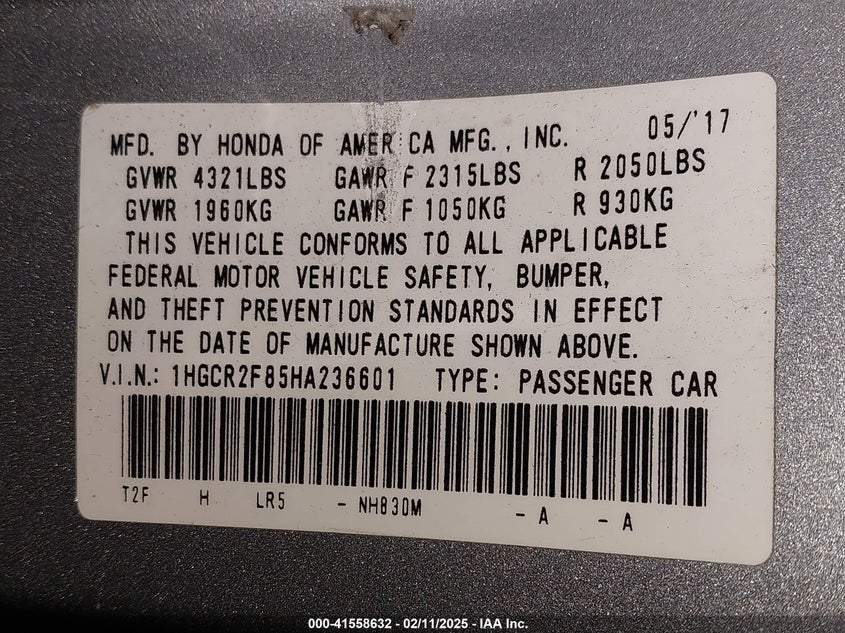 MFD. BY HONDA OF AMERICA MFG., INC. 05/'17
GVWR 4321LBS GAWR F 2315LBS R 2050LBS
GVWR 1960KG GAWR F 1050KG R 930KG
THIS VEHICLE CONFORMS TO ALL APPLICABLE
FEDERAL MOTOR VEHICLE SAFETY, BUMPER,
AND THEFT PREVENTION STANDARDS IN EFFECT
ON THE DATE OF MANUFACTURE SHOWN ABOVE.
V.I.N.: 1HGCR2F85HA236601 TYPE: PASSENGER CAR
T2F H LR5 - NH830M - A - A
000-41558632 - 02/11/2025 - IAA Inc.